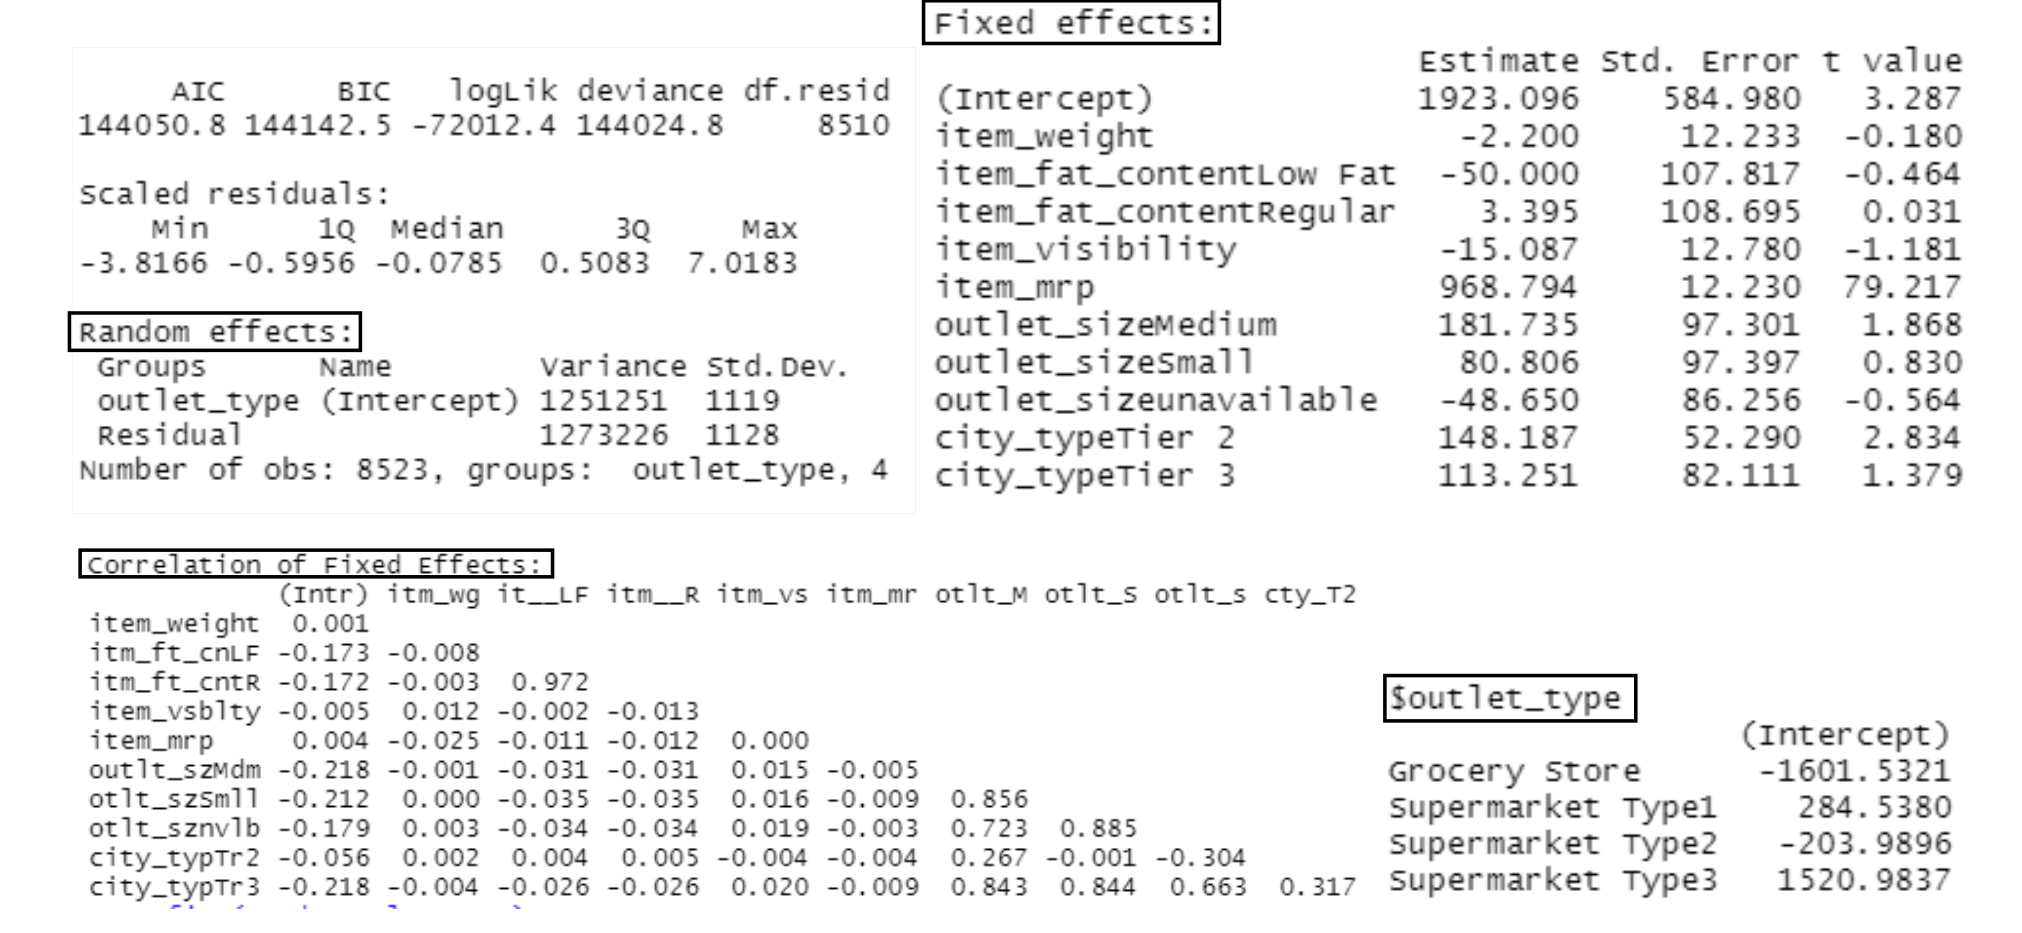 AIC BIC logLik deviance df.resid
144050.8 144142.5 -72012.4 144024.8 8510
Scaled residuals:
Min 1Q Median 3Q Max
-3.8166 -0.5956 -0.0785 0.5083 7.0183
Random effects:
Groups Name Variance Std.Dev.
outlet_type (Intercept) 1251251 1119
Residual 1273226 1128
Number of obs: 8523, groups: outlet_type, 4
Fixed effects:
Estimate Std. Error t value
(Intercept) 1923.096 584.980 3.287
item_weight -2.200 12.233 -0.180
item_fat_contentLow Fat -50.000 107.817 -0.464
item_fat_contentRegular 3.395 108.695 0.031
item_visibility -15.087 12.780 -1.181
item_mrp 968.794 12.230 79.217
outlet_sizeMedium 181.735 97.301 1.868
outlet_sizeSmall 80.806 97.397 0.830
outlet_sizeunavailable -48.650 86.256 -0.564
city_typeTier 2 148.187 52.290 2.834
city_typeTier 3 113.251 82.111 1.379
Correlation of Fixed Effects:
(Intr) itm_wg it__LF itm__R itm_vs itm_mr otlt_M otlt_S otlt_s cty_T2
item_weight 0.001
itm_ft_cnLF -0.173 -0.008
itm_ft_cntR -0.172 -0.003 0.972
item_vsblty -0.005 0.012 -0.002 -0.013
item_mrp 0.004 -0.025 -0.011 -0.012 0.000
outlt_szMdm -0.218 -0.001 -0.031 -0.031 0.015 -0.005
otlt_szSmll -0.212 0.000 -0.035 -0.035 0.016 -0.009 0.856
otlt_sznvlb -0.179 0.003 -0.034 -0.034 0.019 -0.003 0.723 0.885
city_typTr2 -0.056 0.002 0.004 0.005 -0.004 -0.004 0.267 -0.001 -0.304
city_typTr3 -0.218 -0.004 -0.026 -0.026 0.020 -0.009 0.843 0.844 0.663 0.317
$outlet_type
(Intercept)
Grocery Store -1601.5321
Supermarket Type1 284.5380
Supermarket Type2 -203.9896
Supermarket Type3 1520.9837